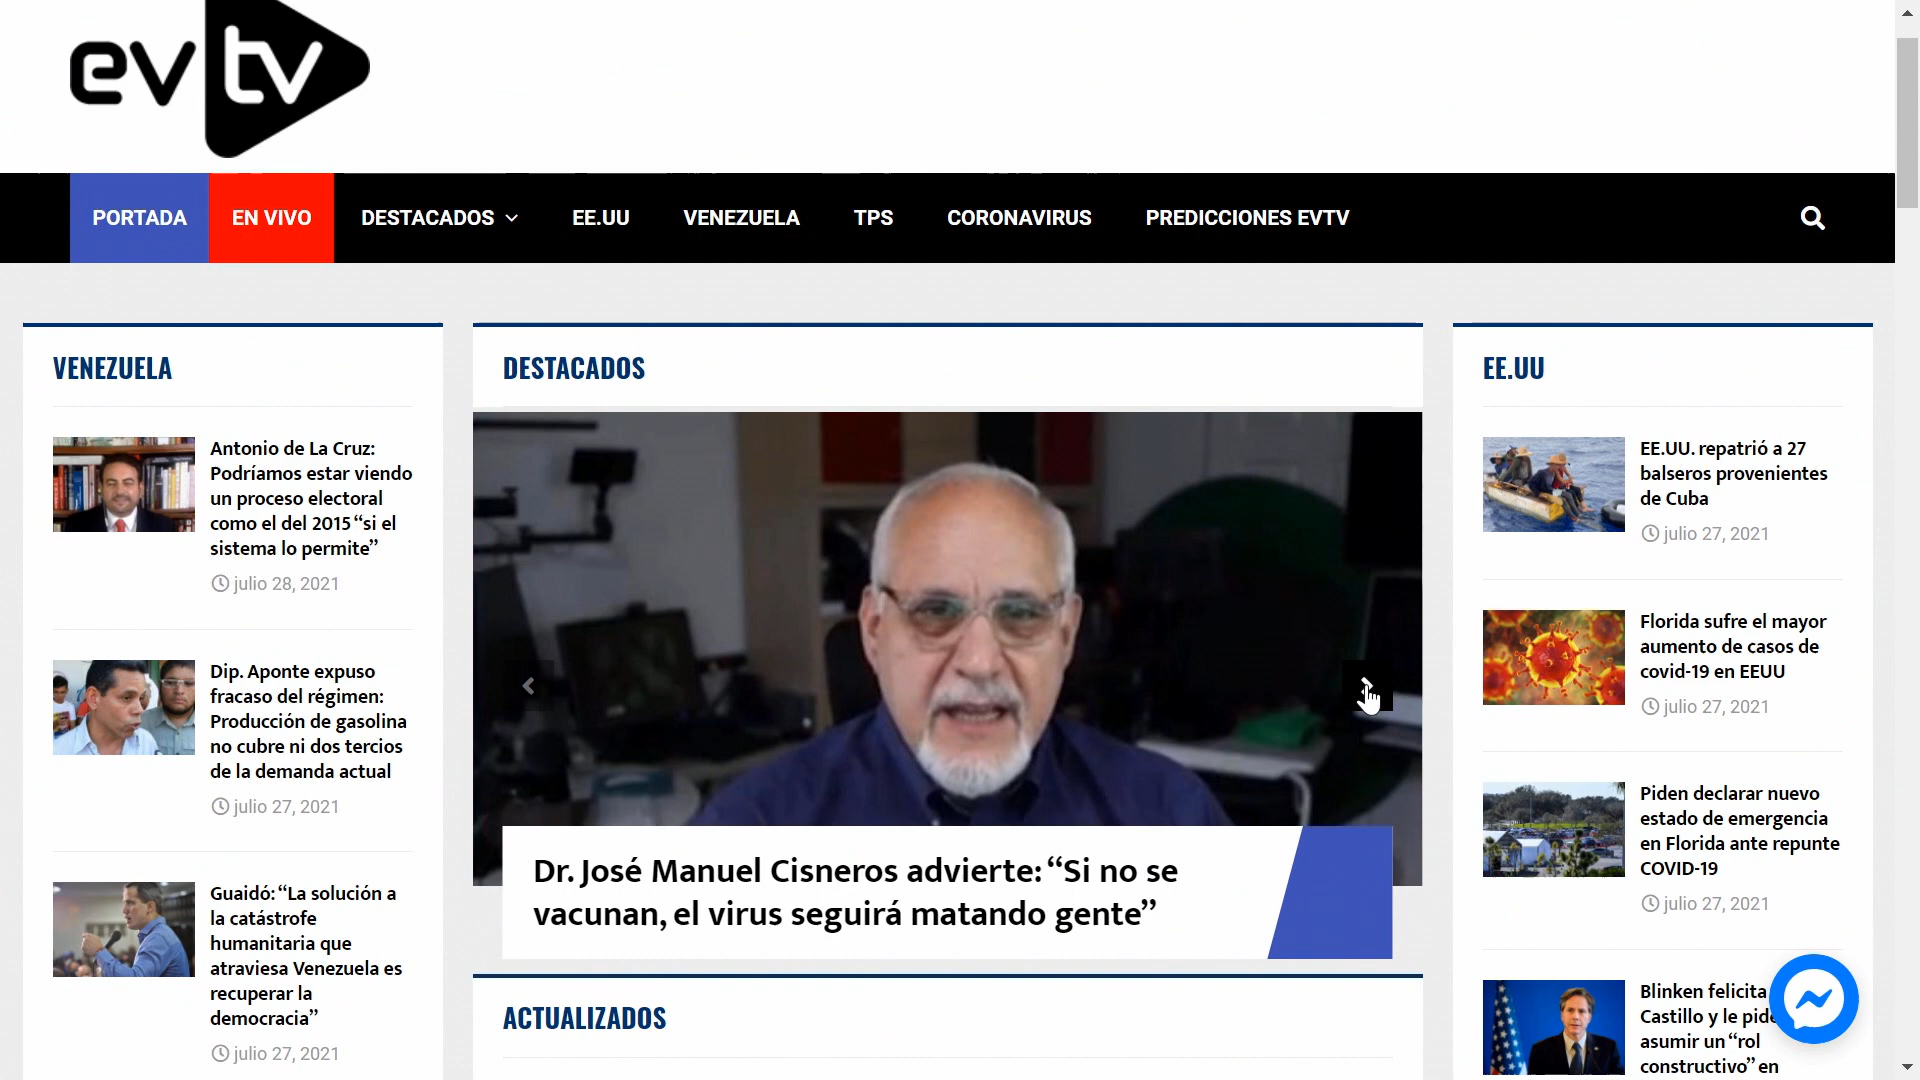 evtv
PORTADA
EN VIVO
DESTACADOS
EE.UU
VENEZUELA
TPS
CORONAVIRUS
PREDICCIONES EVTV
VENEZUELA
Antonio de La Cruz:
Podríamos estar viendo
un proceso electoral
como el del 2015 “si el
sistema lo permite”
julio 28, 2021
Dip. Aponte expuso
fracaso del régimen:
Producción de gasolina
no cubre ni dos tercios
de la demanda actual
julio 27, 2021
Guaidó: “La solución a
la catástrofe
humanitaria que
atraviesa Venezuela es
recuperar la
democracia”
julio 27, 2021
DESTACADOS
Dr. José Manuel Cisneros advierte: “Si no se
vacunan, el virus seguirá matando gente”
ACTUALIZADOS
EE.UU
EE.UU. repatrió a 27
balseros provenientes
de Cuba
julio 27, 2021
Florida sufre el mayor
aumento de casos de
covid-19 en EEUU
julio 27, 2021
Piden declarar nuevo
estado de emergencia
en Florida ante repunte
COVID-19
julio 27, 2021
Blinken felicita
Castillo y le pide
asumir un “rol
constructivo” en